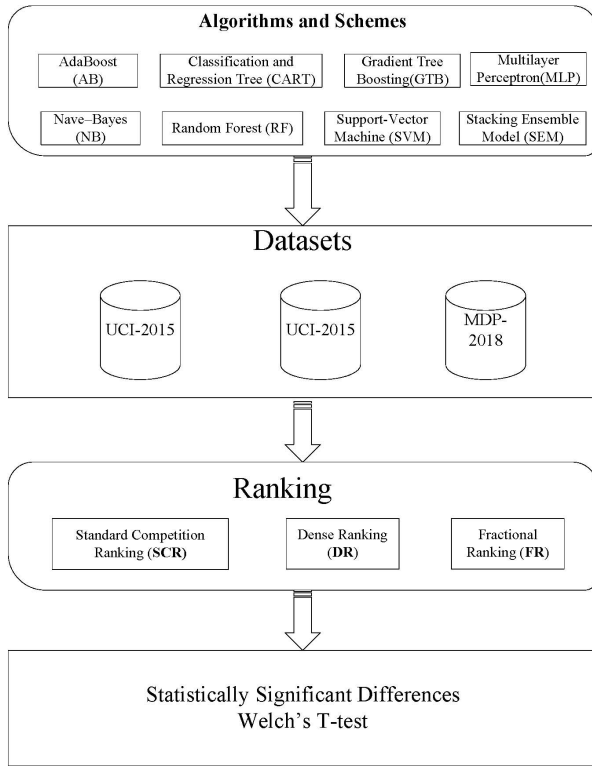 Algorithms and Schemes
AdaBoost
(AB)
Classification and
Regression Tree (CART)
Gradient Tree
Boosting(GTB)
Multilayer
Perceptron(MLP)
Nave–Bayes
(NB)
Random Forest (RF)
Support-Vector
Machine (SVM)
Stacking Ensemble
Model (SEM)
Datasets
UCI-2015
UCI-2015
MDP-
2018
Ranking
Standard Competition
Ranking (SCR)
Dense Ranking
(DR)
Fractional
Ranking (FR)
Statistically Significant Differences
Welch's T-test